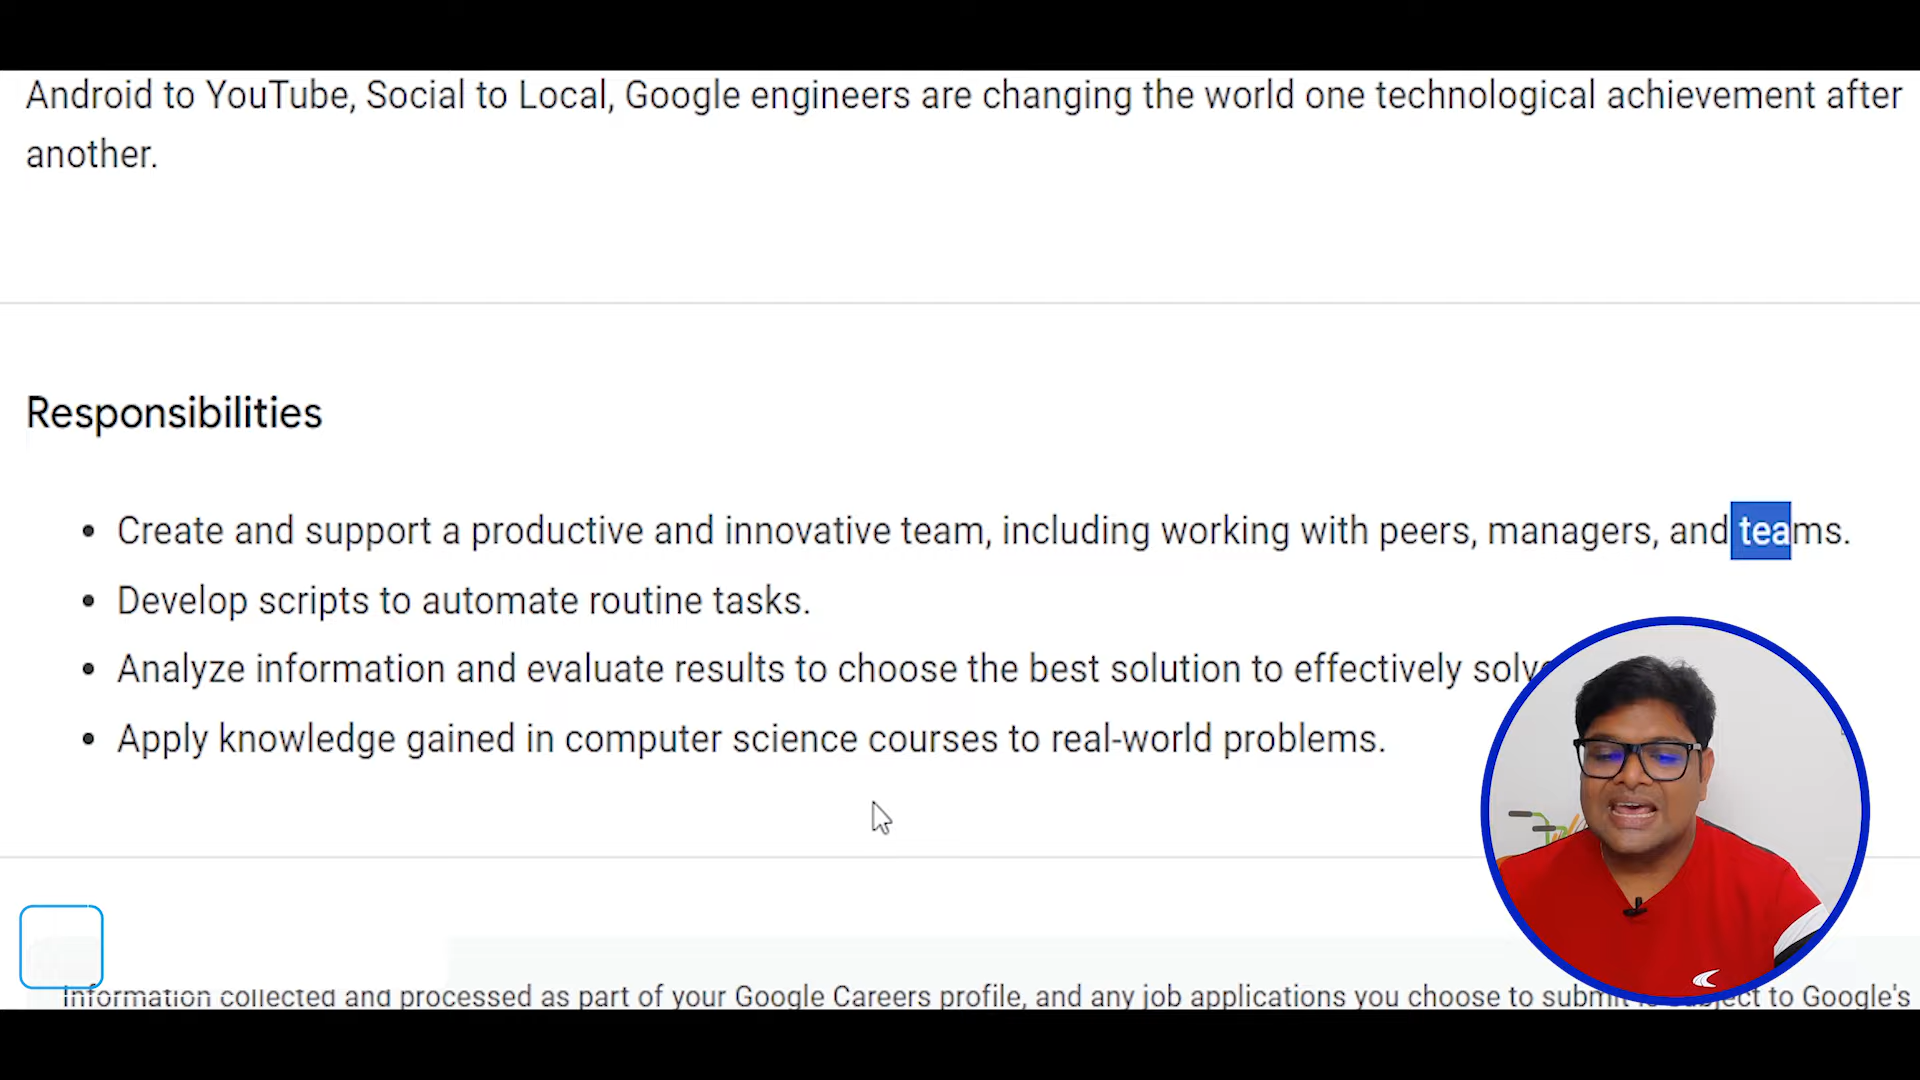 Android to YouTube, Social to Local, Google engineers are changing the world one technological achievement after
another.
Responsibilities
Create and support a productive and innovative team, including working with peers, managers, and teams.
Develop scripts to automate routine tasks.
Analyze information and evaluate results to choose the best solution to effectively
Apply knowledge gained in computer science courses to real-world problems.
Information collected and processed as part of your Google Careers profile, and any job applications you choose to submit is subject to Google's